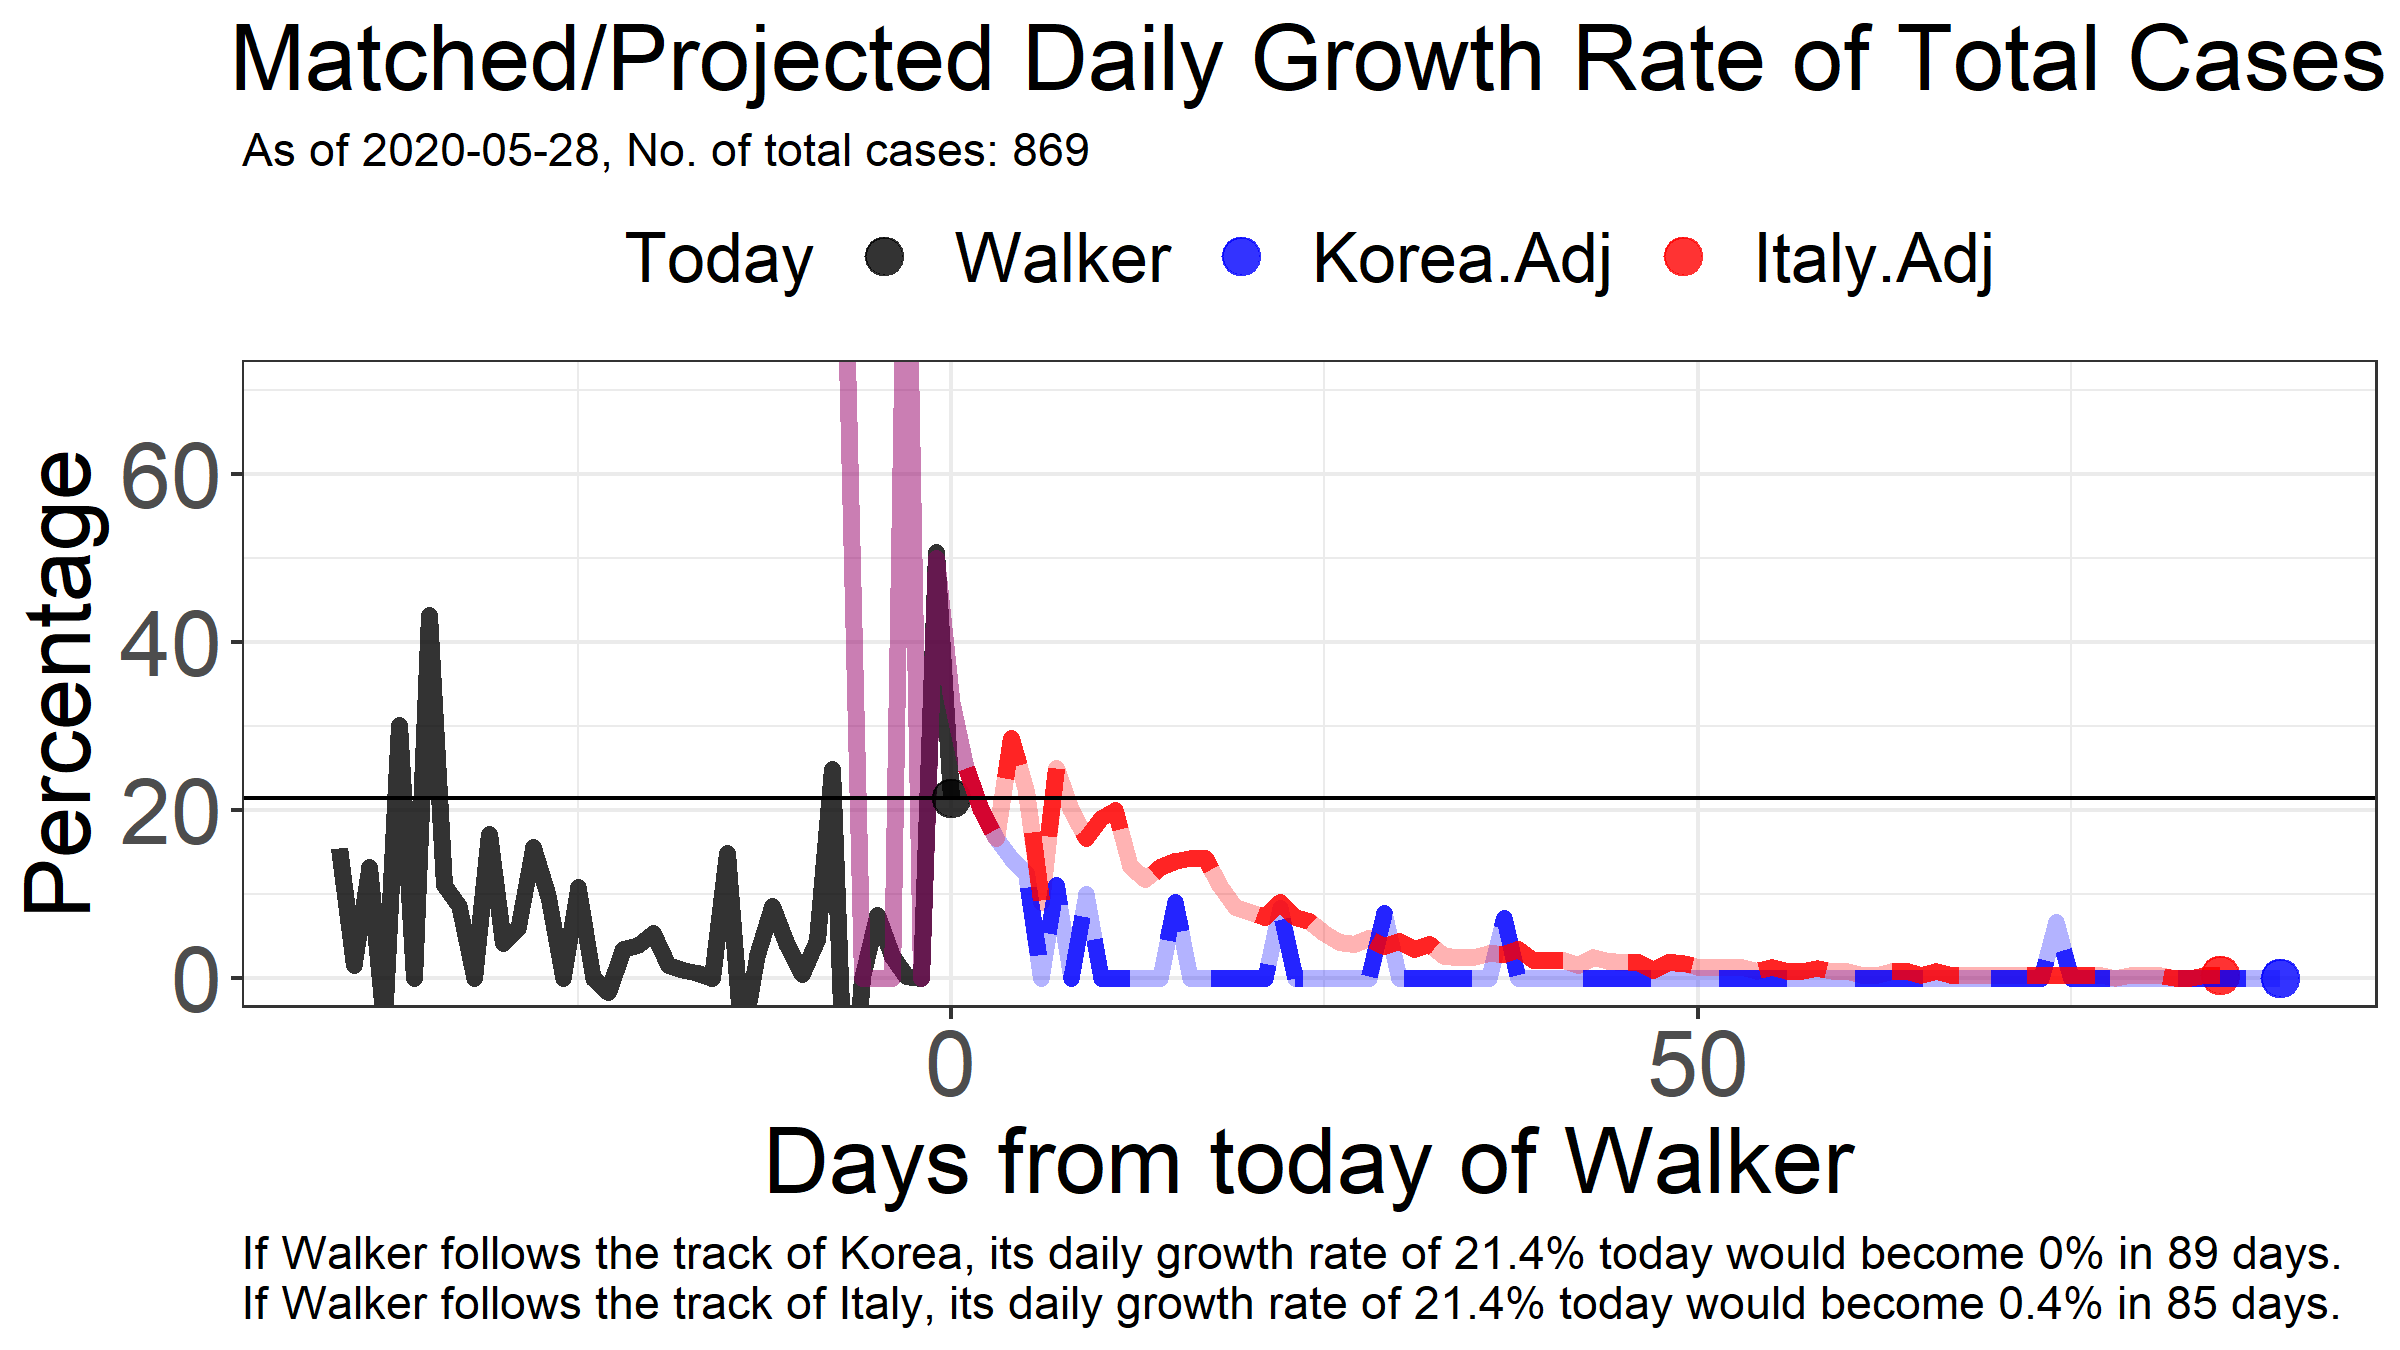 Matched/Projected Daily Growth Rate of Total Cases
As of 2020-05-28, No. of total cases: 869
Today Walker Korea.Adj Italy.Adj
Percentage
60
40
20
0
0 50
Days from today of Walker
If Walker follows the track of Korea, its daily growth rate of 21.4% today would become 0% in 89 days.
If Walker follows the track of Italy, its daily growth rate of 21.4% today would become 0.4% in 85 days.